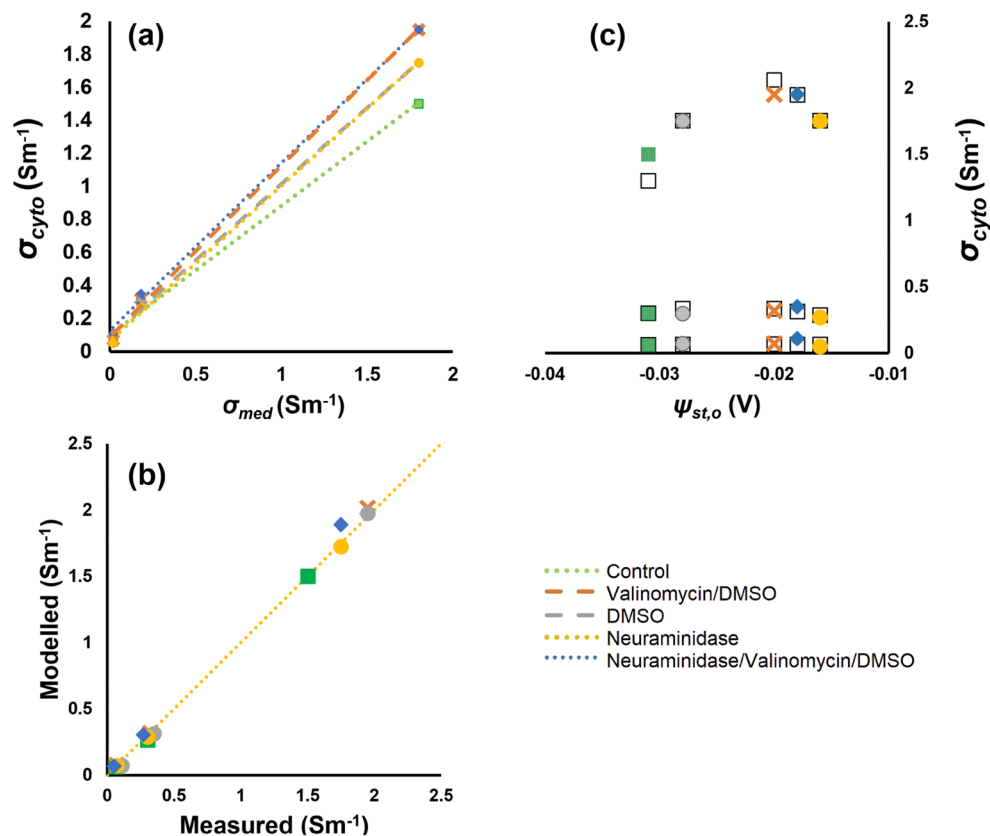 (a)
2
1.8
1.6
1.4
1.2
1
0.8
0.6
0.4
0.2
0
0
0.5
1
1.5
2
σcyto (Sm-1)
σmed (Sm-1)
(c)
2.5
2
1.5
1
0.5
0
-0.04
-0.03
-0.02
-0.01
σcyto (Sm-1)
ψst,o (V)
(b)
2.5
2
1.5
1
0.5
0
0
0.5
1
1.5
2
2.5
Modelled (Sm-1)
Measured (Sm-1)
Control
Valinomycin/DMSO
DMSO
Neuraminidase
Neuraminidase/Valinomycin/DMSO